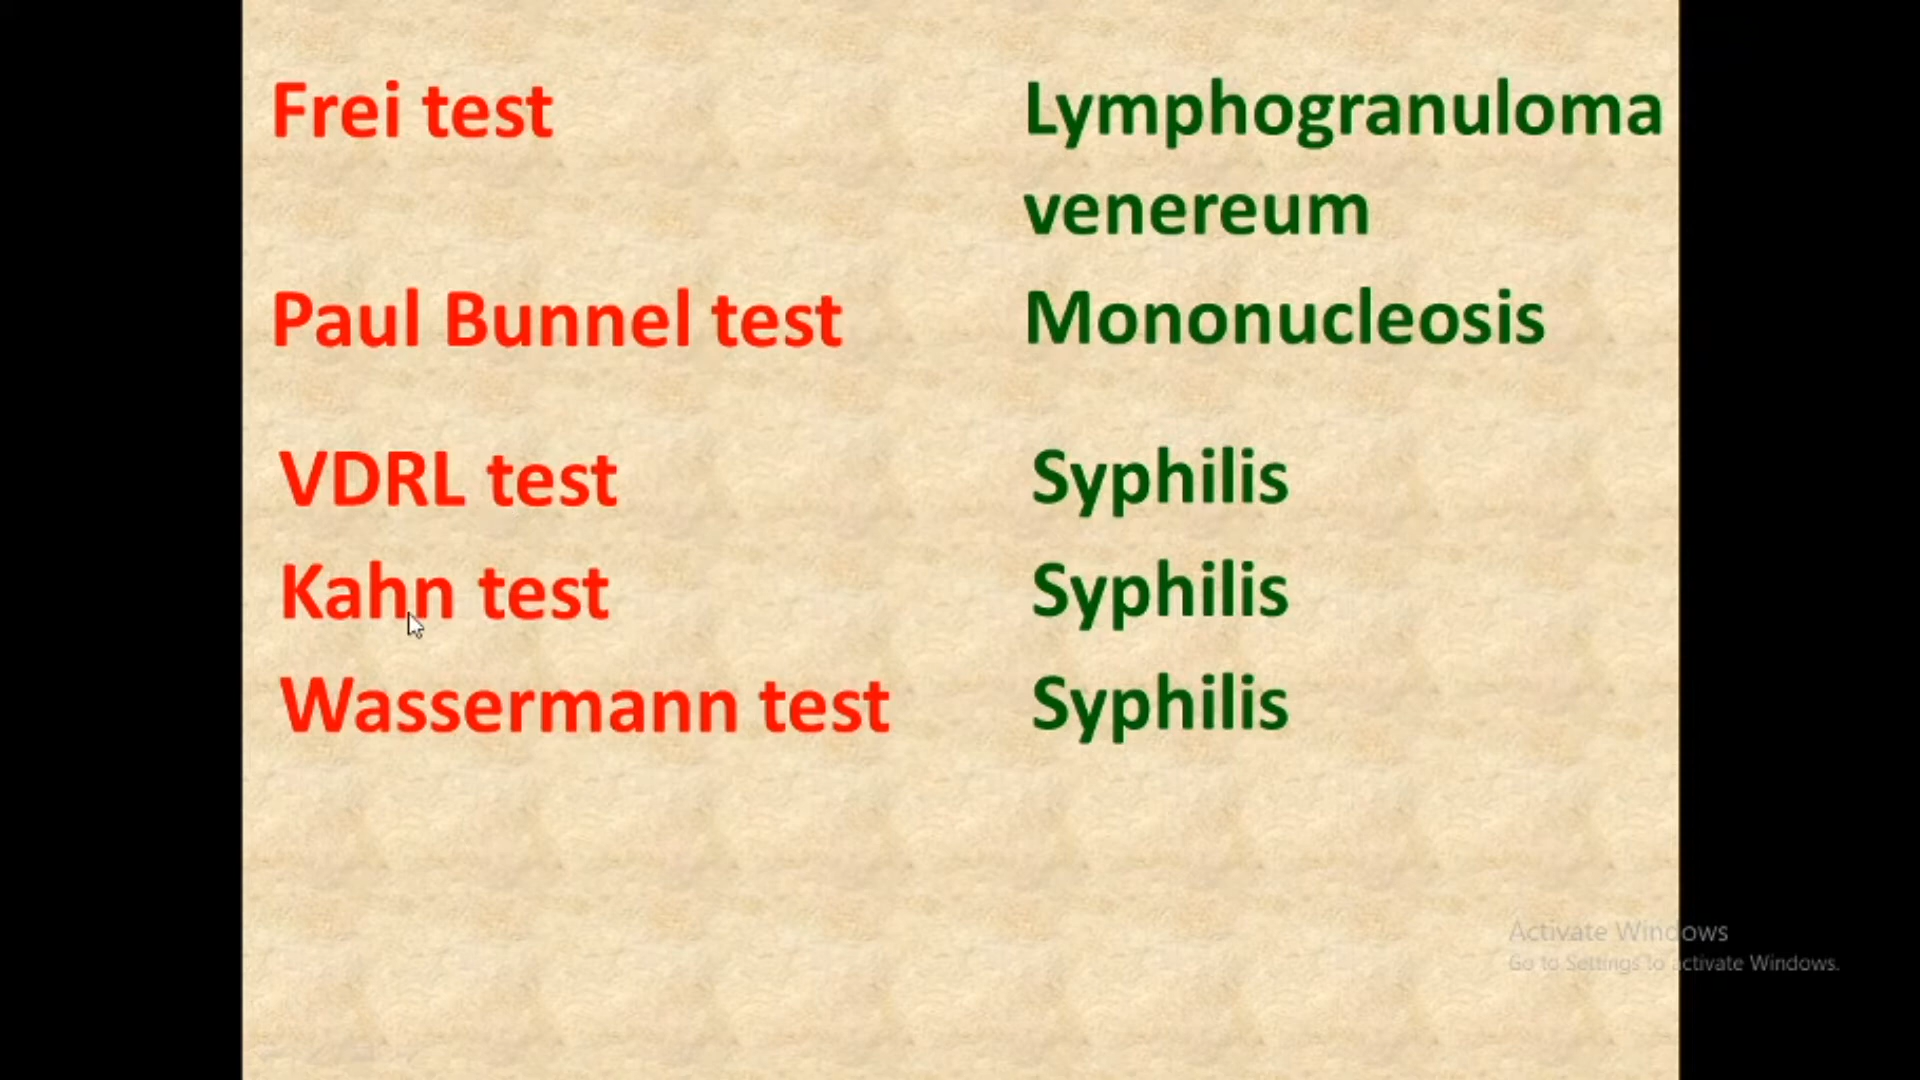 Frei test
Lymphogranuloma
venereum
Paul Bunnel test
Mononucleosis
VDRL test
Syphilis
Kahn test
Syphilis
Wassermann test
Syphilis
Activate Windows
Go to Settings to activate Windows.